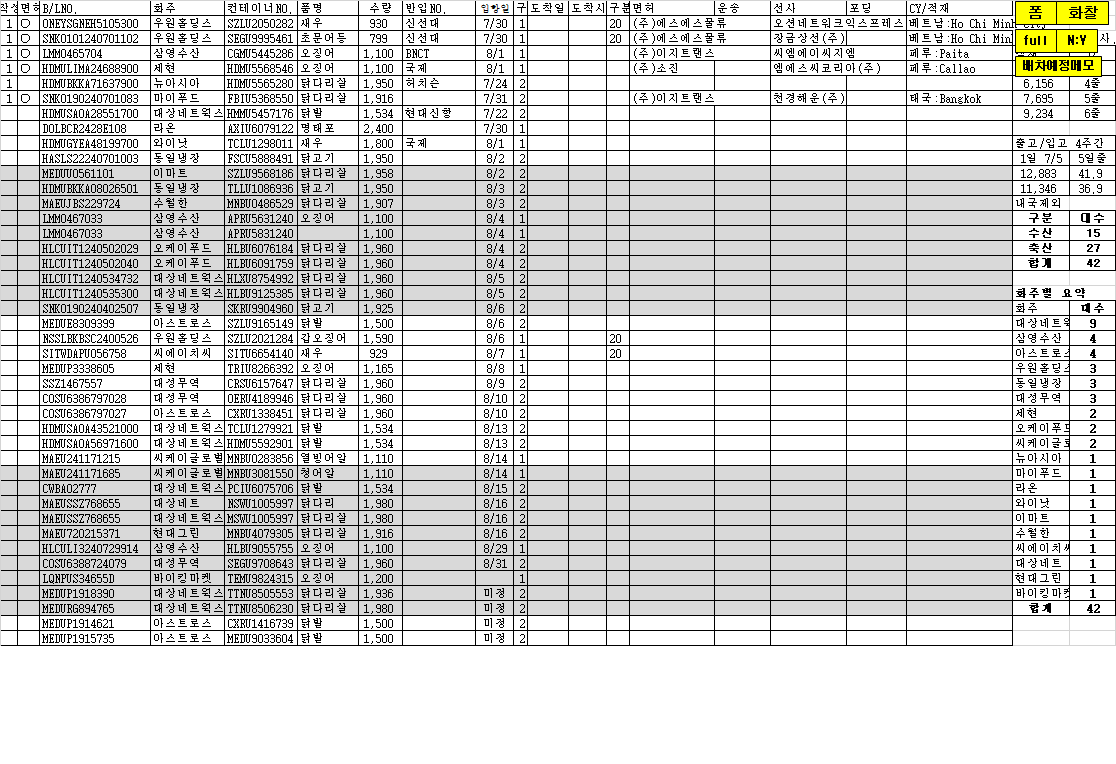 작성 면허 B/LNO. 화주 컨테이너NO. 품명 수량 반입NO. 입항일 구 도착일 도착시 구분 면허 운송 선사 포딩 CY/적재 폼 화찰
1 ○ ONEYSGNEH5105300 우원홀딩스 SZLU2050282 새우 930 신선대 7/30 1 20 (주)에스에스물류 오션네트워크익스프레스 베트남:Ho Chi Minh City
1 ○ SNKO101240701102 우원홀딩스 SEGU9995461 초문어등 799 신선대 7/30 1 20 (주)에스에스물류 장금상선(주) 베트남:Ho Chi Minh full N:Y
1 ○ LMM0465704 삼영수산 CGMU5445286 오징어 1,100 BNCT 8/1 1 (주)이지트랜스 씨엠에이씨지엠 페루:Paita
1 ○ HDMULIMA24688900 세현 HDMU5568546 오징어 1,100 국제 8/1 1 (주)소진 엠에스씨코리아(주) 페루:Callao 배차예정메모
1 HDMUBKKA71637900 뉴아시아 HDMU5565280 닭다리살 1,950 허치슨 7/24 2 6,156 4줄
1 ○ SNKO190240701083 마이푸드 FBIU5368550 닭다리살 1,916 7/31 2 (주)이지트랜스 천경해운(주) 태국:Bangkok 7,695 5줄
HDMUSAOA28551700 대상네트웍스 HMMU5457176 닭발 1,534 현대신항 7/22 2 9,234 6줄
DOLBCB2428E108 라온 AXIU6079122 명태포 2,400 7/30 1
HDMUGYEA48199700 와이낫 TCLU1298011 새우 1,800 국제 8/1 1 출고/입고 4주간
HASLS22240701003 동일냉장 FSCU5888491 닭고기 1,950 8/2 2 1일 7/5 5일줄
MEDUU0561101 이마트 SZLU9568186 닭다리살 1,958 8/2 2 12,883 41.9
HDMUBKKA08026501 동일냉장 TLLU1086936 닭고기 1,950 8/3 2 11,346 36.9
MAEUJBS229724 수월한 MNBU0486529 닭다리살 1,907 8/3 2 내국제외
LMM0467033 삼영수산 APRU5631240 오징어 1,100 8/4 1 구분 대수
LMM0467033 삼영수산 APRU5831240 1,100 8/4 1 수산 15
HLCUIT1240502029 오케이푸드 HLBU6076184 닭다리살 1,960 8/4 2 축산 27
HLCUIT1240502040 오케이푸드 HLBU6091759 닭다리살 1,960 8/4 2 합계 42
HLCUIT1240534732 대상네트웍스 HLXU8754992 닭다리살 1,960 8/5 2
HLCUIT1240535300 대상네트웍스 HLBU9125385 닭다리살 1,960 8/5 2 화주별 요약
SNKO190240402507 동일냉장 SKRU9904960 닭고기 1,925 8/6 2 화주 대수
MEDUE8309399 아스트로스 SZLU9165149 닭발 1,500 8/6 2 대상네트웍 9
NSSLBKBSC2400526 우원홀딩스 SZLU2021284 갑오징어 1,590 8/6 1 20 삼영수산 4
SITWDAPU056758 씨에이치씨 SITU6654140 새우 929 8/7 1 20 아스트로스 4
MEDUP3338605 세현 TRIU8266392 오징어 1,165 8/8 1 우원홀딩스 3
SSZ1467557 대성무역 CRSU6157647 닭다리살 1,960 8/9 2 동일냉장 3
COSU6386797028 대성무역 OERU4189946 닭다리살 1,960 8/10 2 대성무역 3
COSU6386797027 아스트로스 CXRU1338451 닭다리살 1,960 8/10 2 세현 2
HDMUSAOA43521000 대상네트웍스 TCLU1279921 닭발 1,534 8/13 2 오케이푸드 2
HDMUSAOA56971600 대상네트웍스 HDMU5592901 닭발 1,534 8/13 2 씨케이글로 2
MAEU241171215 씨케이글로벌 MNBU0283856 열빙어알 1,110 8/14 1 뉴아시아 1
MAEU241171685 씨케이글로벌 MNBU3081550 청어알 1,110 8/14 1 마이푸드 1
CWBA02777 대상네트웍스 PCIU6075706 닭발 1,534 8/15 2 라온 1
MAEUSSZ768655 대상네트 NSWU1005997 닭다리 1,980 8/16 2 와이낫 1
MAEUSSZ768655 대상네트웍스 MSWU1005997 닭다리살 1,980 8/16 2 이마트 1
MAEU720215371 현대그린 MNBU4079305 닭다리살 1,916 8/16 2 수월한 1
HLCULI3240729914 삼영수산 HLBU9055755 오징어 1,100 8/29 1 씨에이치씨 1
COSU6388724079 대성무역 SEGU9708643 닭다리살 1,960 8/31 2 대상네트 1
LQNPUS34655D 바이킹마켓 TEMU9824315 오징어 1,200 1 현대그린 1
MEDUP1918390 대상네트웍스 TTNU8505553 닭다리살 1,936 미정 2 바이킹마켓 1
MEDURG894765 대상네트웍스 TTNU8506230 닭다리살 1,980 미정 2 합계 42
MEDUP1914621 아스트로스 CXRU1416739 닭발 1,500 미정 2
MEDUP1915735 아스트로스 MEDU9033604 닭발 1,500 미정 2